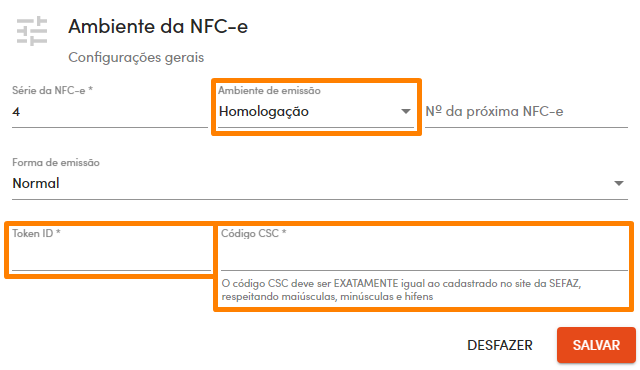 Ambiente da NFC-e
Configurações gerais
Série da NFC-e *
4
Ambiente de emissão
Homologação
Nº da próxima NFC-e
Forma de emissão
Normal
Token ID *
Código CSC *
O código CSC deve ser EXATAMENTE igual ao cadastrado no site da SEFAZ,
respeitando maiúsculas, minúsculas e hifens
DESFAZER
SALVAR